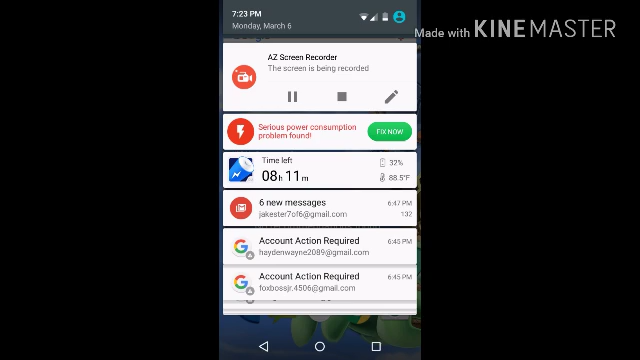 7:23 PM
Monday, March 6
Made with KINEMASTER
AZ Screen Recorder
The screen is being recorded
Serious power consumption
problem found!
FIX NOW
Time left
32%
08h 11m
88.5°F
6 new messages
6:47 PM
jakester7of6@gmail.com
132
Account Action Required
6:45 PM
haydenwayne2089@gmail.com
Account Action Required
6:45 PM
foxbossjr.4506@gmail.com